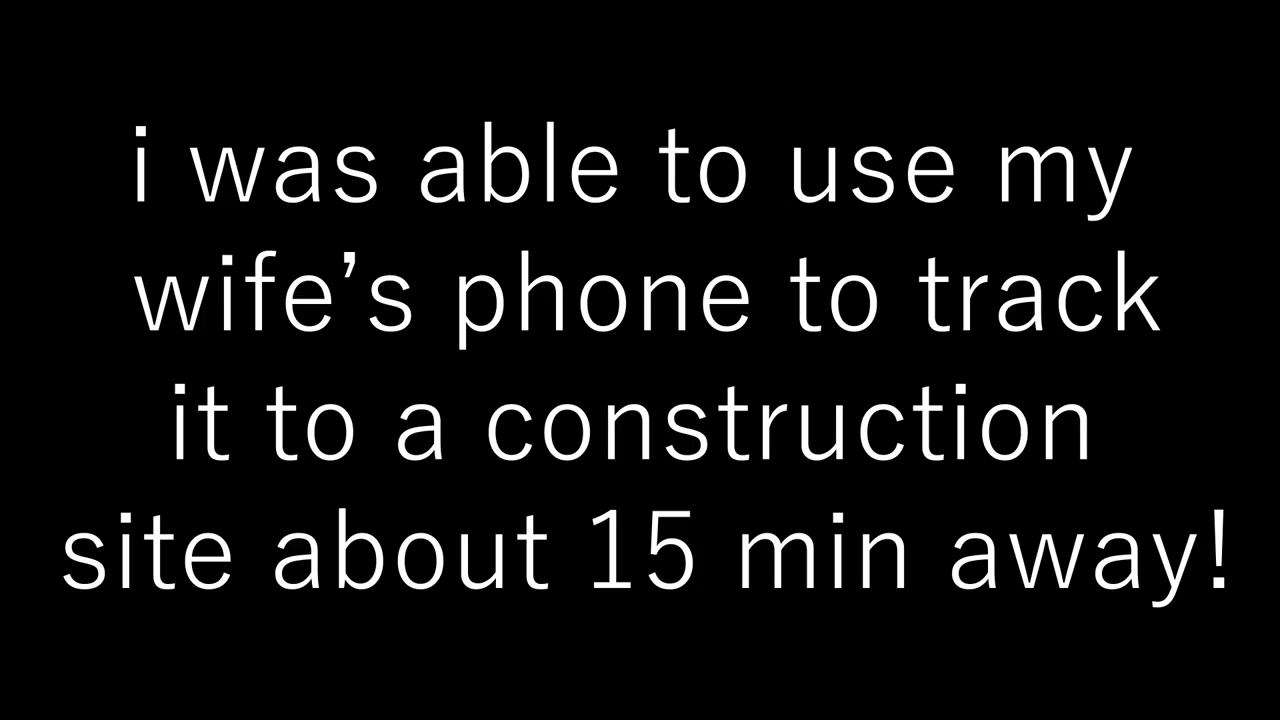 i was able to use my
wife’s phone to track
it to a construction
site about 15 min away!